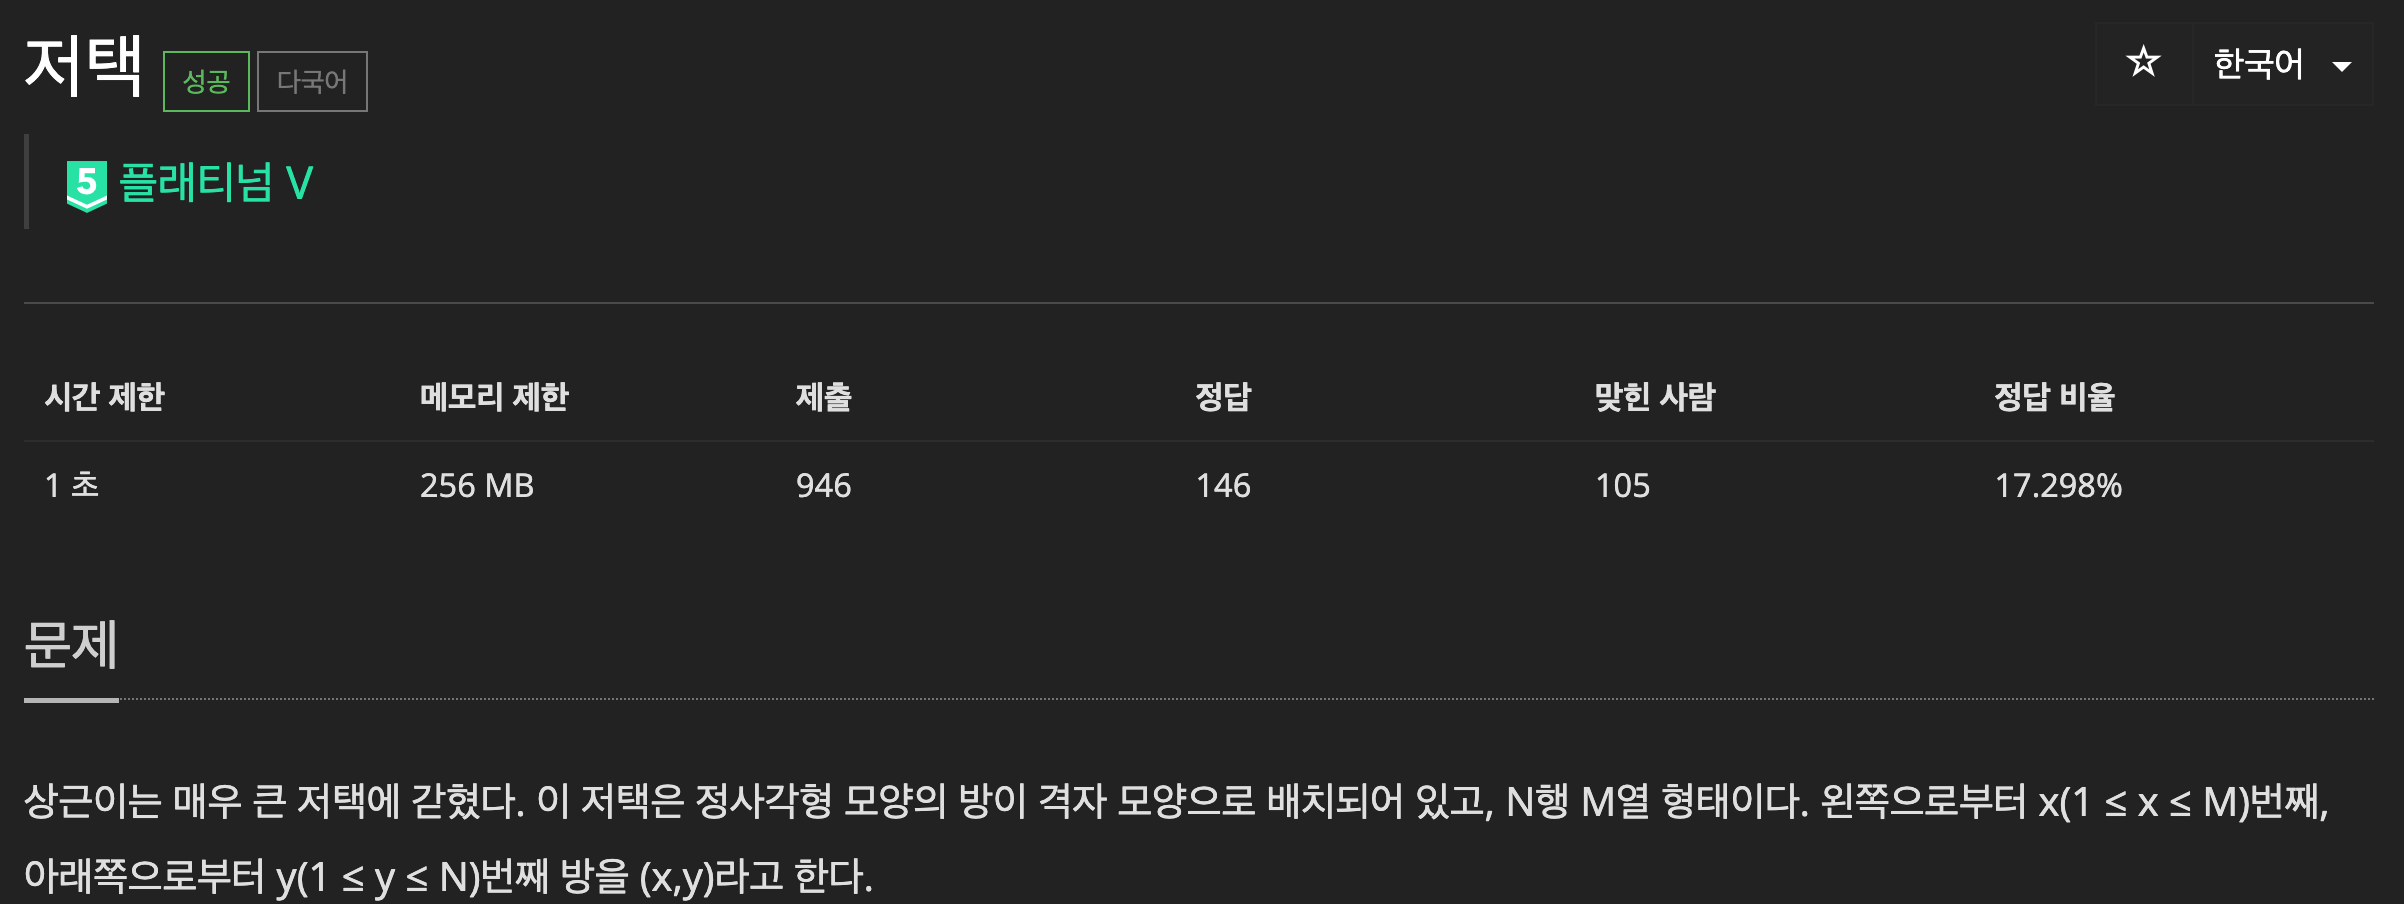 저택 성공 다국어 한국어
5 플래티넘 V
시간 제한 메모리 제한 제출 정답 맞힌 사람 정답 비율
1 초 256 MB 946 146 105 17.298%
문제
상근이는 매우 큰 저택에 갇혔다. 이 저택은 정사각형 모양의 방이 격자 모양으로 배치되어 있고, N행 M열 형태이다. 왼쪽으로부터 x(1 ≤ x ≤ M)번째,
아래쪽으로부터 y(1 ≤ y ≤ N)번째 방을 (x,y)라고 한다.